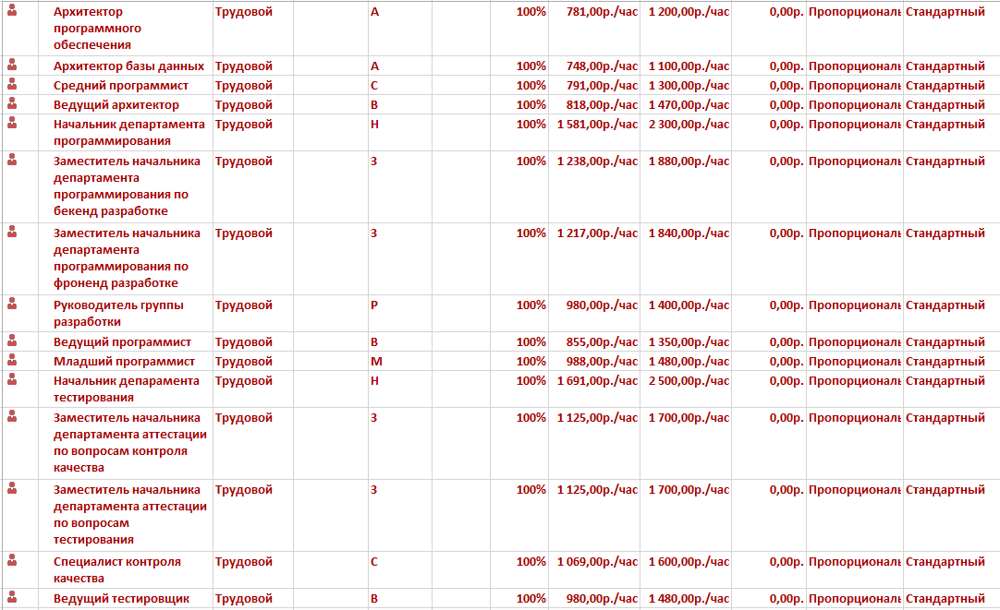 Архитектор Трудовой А 100% 781,00р./час 1 200,00р./час 0,00р. Пропорциональ Стандартный
программного
обеспечения
Архитектор базы данных Трудовой А 100% 748,00р./час 1 100,00р./час 0,00р. Пропорциональ Стандартный
Средний программист Трудовой С 100% 791,00р./час 1 300,00р./час 0,00р. Пропорциональ Стандартный
Ведущий архитектор Трудовой В 100% 818,00р./час 1 470,00р./час 0,00р. Пропорциональ Стандартный
Начальник департамента Трудовой Н 100% 1 581,00р./час 2 300,00р./час 0,00р. Пропорциональ Стандартный
программирования
Заместитель начальника Трудовой З 100% 1 238,00р./час 1 880,00р./час 0,00р. Пропорциональ Стандартный
департамента
программирования по
бекенд разработке
Заместитель начальника Трудовой З 100% 1 217,00р./час 1 840,00р./час 0,00р. Пропорциональ Стандартный
департамента
программирования по
фроненд разработке
Руководитель группы Трудовой Р 100% 980,00р./час 1 400,00р./час 0,00р. Пропорциональ Стандартный
разработки
Ведущий программист Трудовой В 100% 855,00р./час 1 350,00р./час 0,00р. Пропорциональ Стандартный
Младший программист Трудовой М 100% 988,00р./час 1 480,00р./час 0,00р. Пропорциональ Стандартный
Начальник депарамента Трудовой Н 100% 1 691,00р./час 2 500,00р./час 0,00р. Пропорциональ Стандартный
тестирования
Заместитель начальника Трудовой З 100% 1 125,00р./час 1 700,00р./час 0,00р. Пропорциональ Стандартный
департамента аттестации
по вопросам контроля
качества
Заместитель начальника Трудовой З 100% 1 125,00р./час 1 700,00р./час 0,00р. Пропорциональ Стандартный
департамента аттестации
по вопросам
тестирования
Специалист контроля Трудовой С 100% 1 069,00р./час 1 600,00р./час 0,00р. Пропорциональ Стандартный
качества
Ведущий тестировщик Трудовой В 100% 980,00р./час 1 480,00р./час 0,00р. Пропорциональ Стандартный